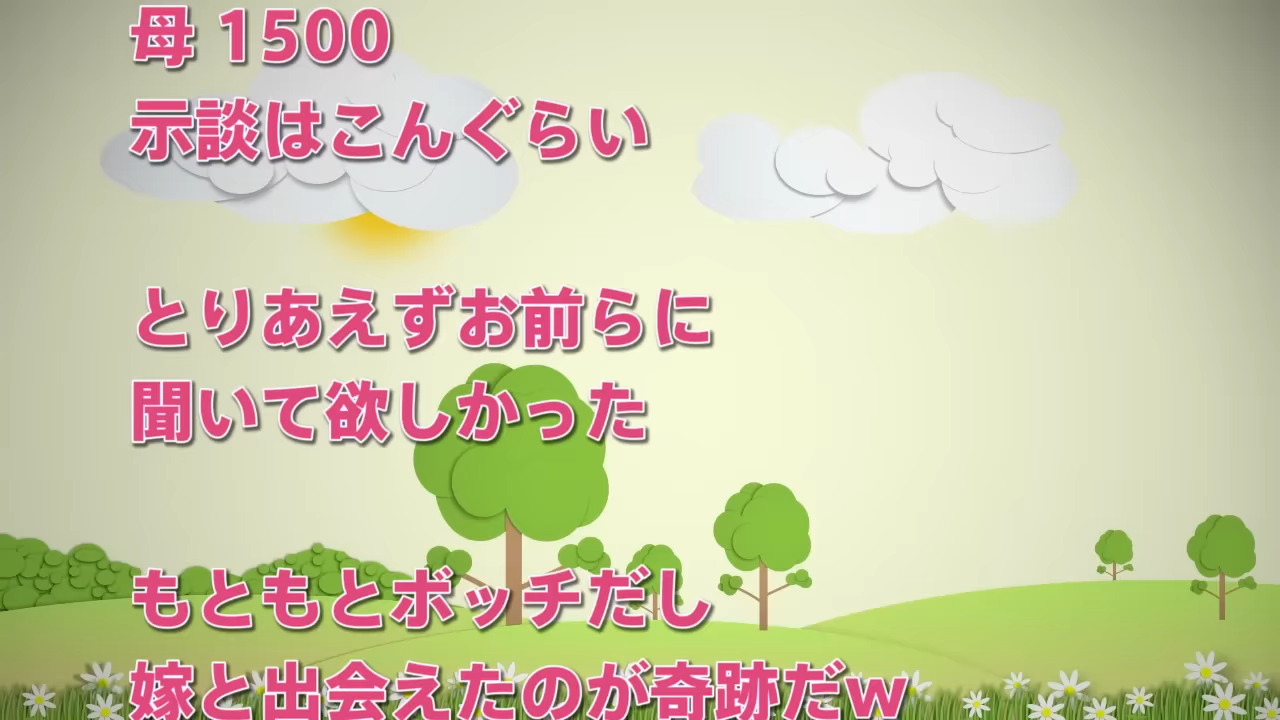 母 1500
示談はこんぐらい
とりあえずお前らに
聞いて欲しかった
もともとボッチだし
嫁と出会えたのが奇跡だw